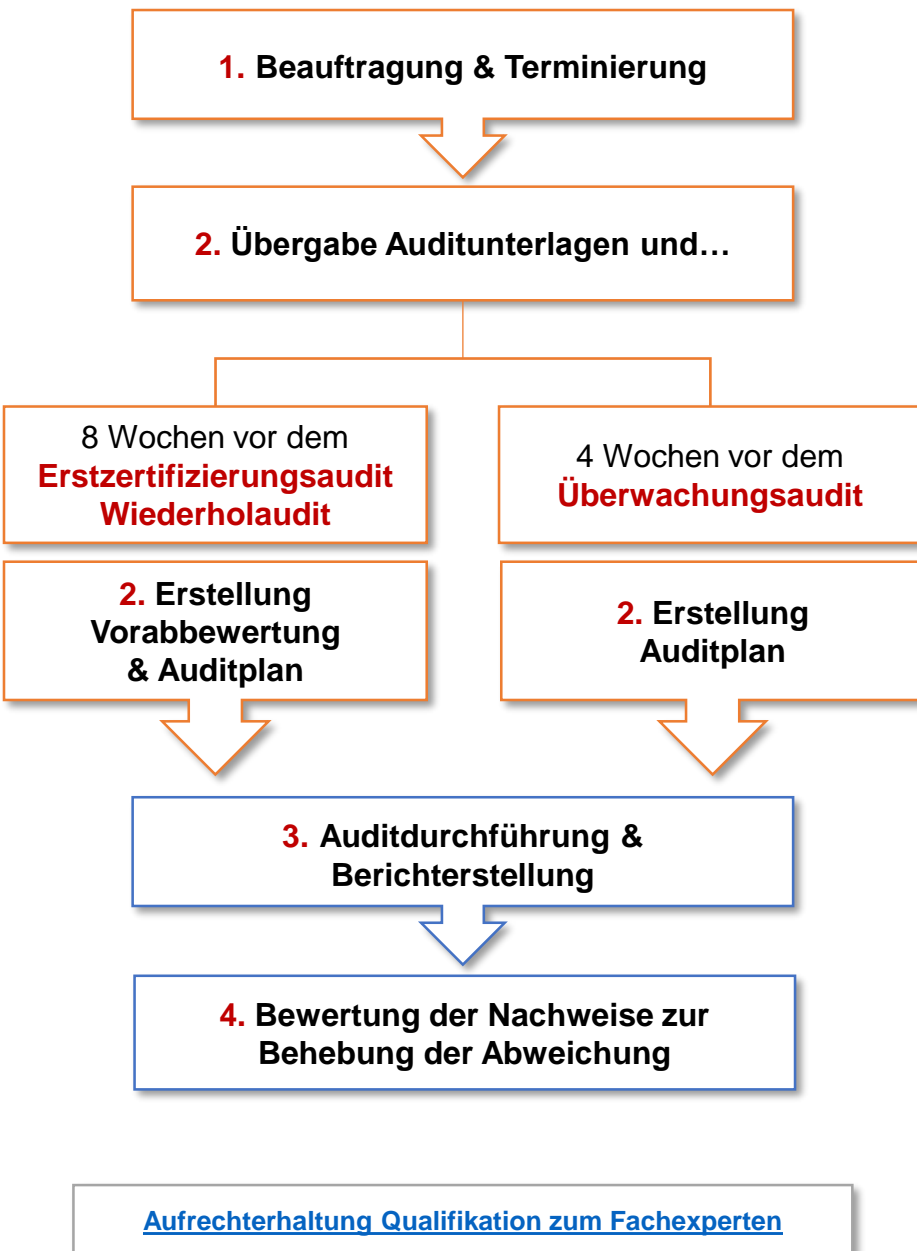 1. Beauftragung & Terminierung
2. Übergabe Auditunterlagen und…
8 Wochen vor dem
Erstzertifizierungsaudit
Wiederholaudit
4 Wochen vor dem
Überwachungsaudit
2. Erstellung
Vorabbewertung
& Auditplan
2. Erstellung
Auditplan
3. Auditdurchführung &
Berichterstellung
4. Bewertung der Nachweise zur
Behebung der Abweichung
Aufrechterhaltung Qualifikation zum Fachexperten